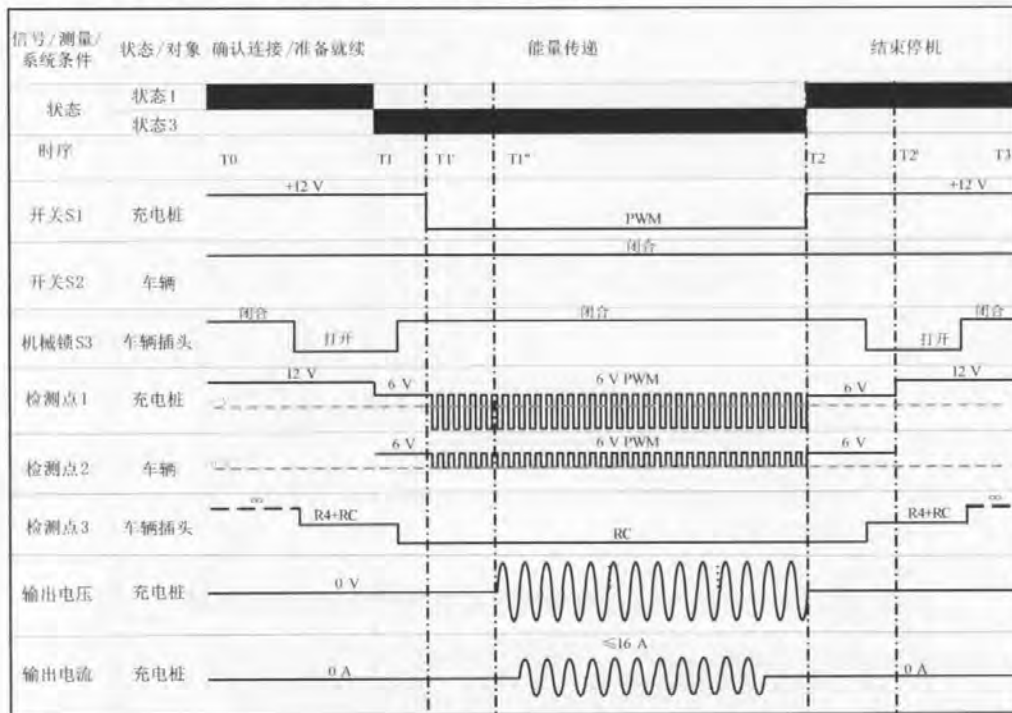 信号/测量/系统条件 状态/对象 确认连接/准备就续 能量传递 结束停机
状态 状态1
状态3
时序 T0 T1 T1' T1" T2 T2' T3
开关S1 充电桩 +12 V PWM +12V
开关S2 车辆 闭合
机械锁S3 车辆插头 闭合 打开 闭合 打开 闭合
检测点1 充电桩 12 V 6 V 6 V PWM 6 V 12 V
检测点2 车辆 6 V 6 V PWM 6 V
检测点3 车辆插头 ∞ R4+RC RC R4+RC ∞
输出电压 充电桩 0 V
输出电流 充电桩 0 A ≤16 A 0 A